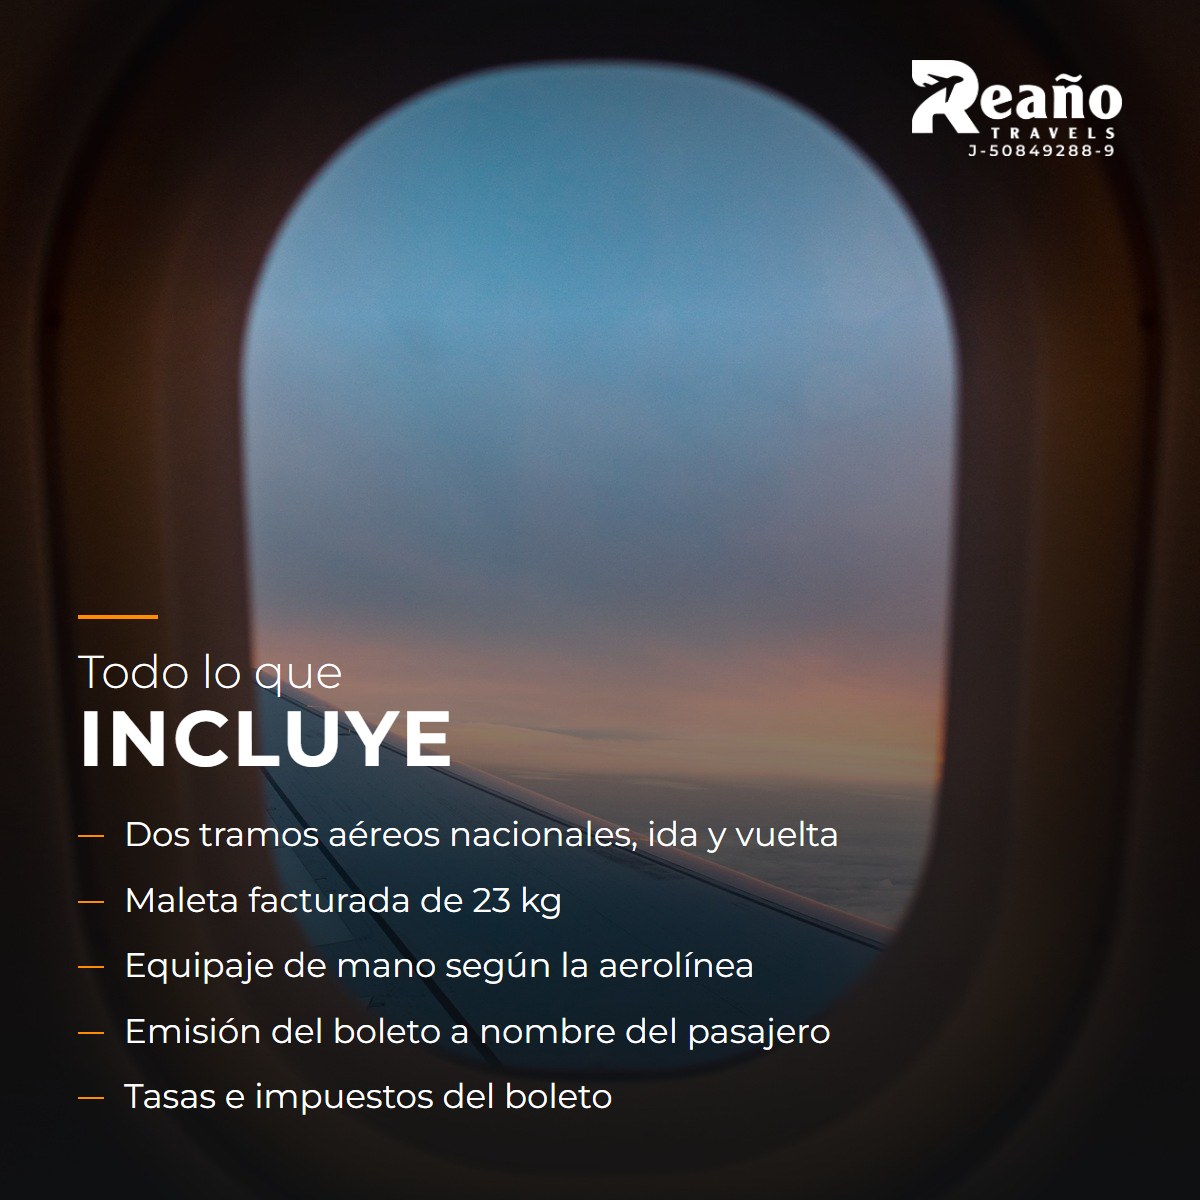 Reaño
TRAVELS
J-50849288-9
Todo lo que
INCLUYE
Dos tramos aéreos nacionales, ida y vuelta
Maleta facturada de 23 kg
Equipaje de mano según la aerolínea
Emisión del boleto a nombre del pasajero
Tasas e impuestos del boleto